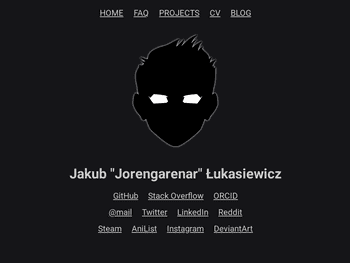 HOME FAQ PROJECTS CV BLOG
Jakub "Jorengarenar" Łukasiewicz
GitHub Stack Overflow ORCID
@mail Twitter LinkedIn Reddit
Steam AniList Instagram DeviantArt